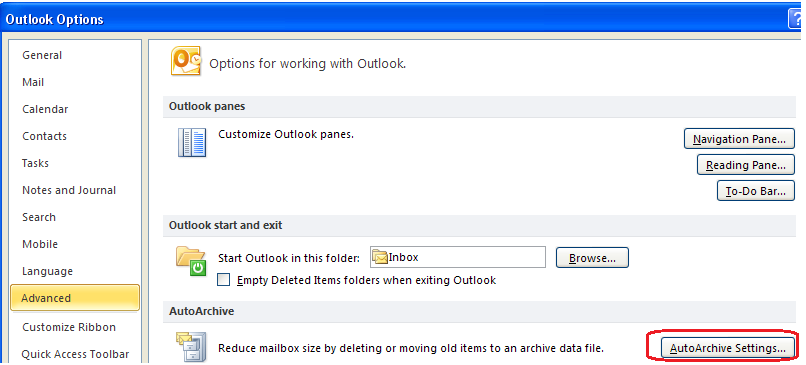 Outlook Options
?
General
Mail
Calendar
Contacts
Tasks
Notes and Journal
Search
Mobile
Language
Advanced
Customize Ribbon
Quick Access Toolbar
Options for working with Outlook.
Outlook panes
Customize Outlook panes.
Navigation Pane...
Reading Pane...
To-Do Bar...
Outlook start and exit
Start Outlook in this folder: Inbox Browse...
Empty Deleted Items folders when exiting Outlook
AutoArchive
Reduce mailbox size by deleting or moving old items to an archive data file. AutoArchive Settings...